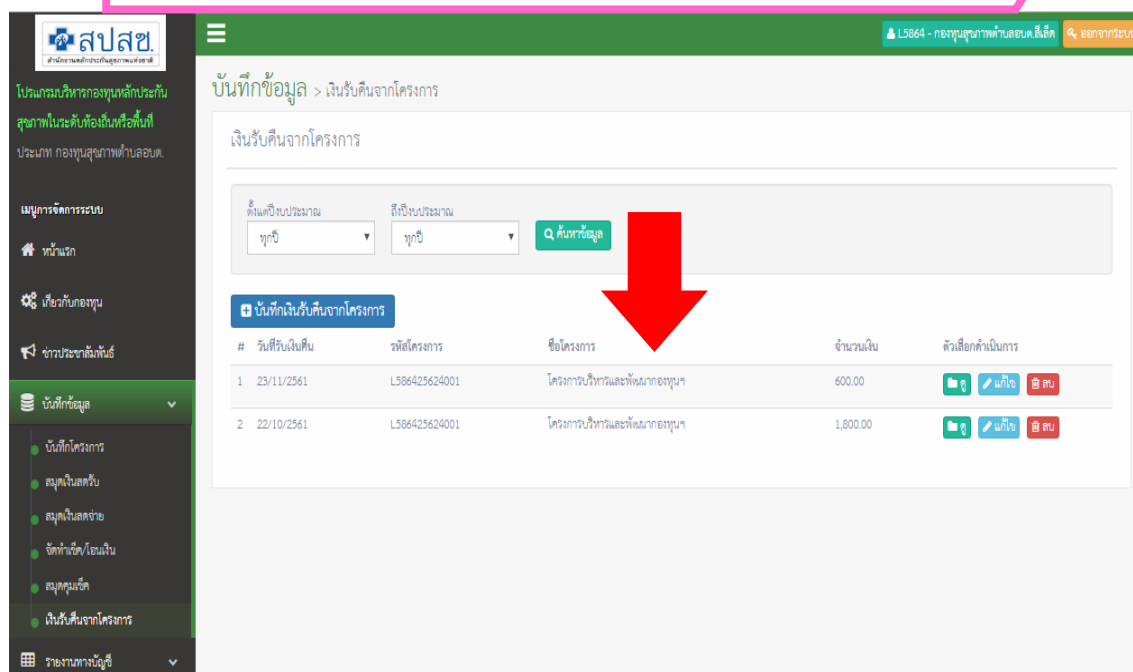 สปสช.
สำนักงานหลักประกันสุขภาพแห่งชาติ
โปรแกรมบริหารกองทุนหลักประกัน
สุขภาพในระดับท้องถิ่นหรือพื้นที่
ประเภท กองทุนสุขภาพตำบลอบต.
เมนูการจัดการระบบ
หน้าแรก
เกี่ยวกับกองทุน
ข่าวประชาสัมพันธ์
บันทึกข้อมูล
บันทึกโครงการ
สมุดเงินสดรับ
สมุดเงินสดจ่าย
จัดทำเช็ค/โอนเงิน
สมุดคุมเช็ค
เงินรับคืนจากโครงการ
รายงานทางบัญชี
L5864 - กองทุนสุขภาพตำบลอบต.สีเล็ด ออกจากระบบ
บันทึกข้อมูล > เงินรับคืนจากโครงการ
เงินรับคืนจากโครงการ
ตั้งแต่ปีงบประมาณ ถึงปีงบประมาณ
ทุกปี ทุกปี ค้นหาข้อมูล
บันทึกเงินรับคืนจากโครงการ
# วันที่รับเงินคืน รหัสโครงการ ชื่อโครงการ จำนวนเงิน ตัวเลือกดำเนินการ
1 23/11/2561 L586425624001 โครงการบริหารและพัฒนากองทุนฯ 600.00 ดู แก้ไข ลบ
2 22/10/2561 L586425624001 โครงการบริหารและพัฒนากองทุนฯ 1,800.00 ดู แก้ไข ลบ